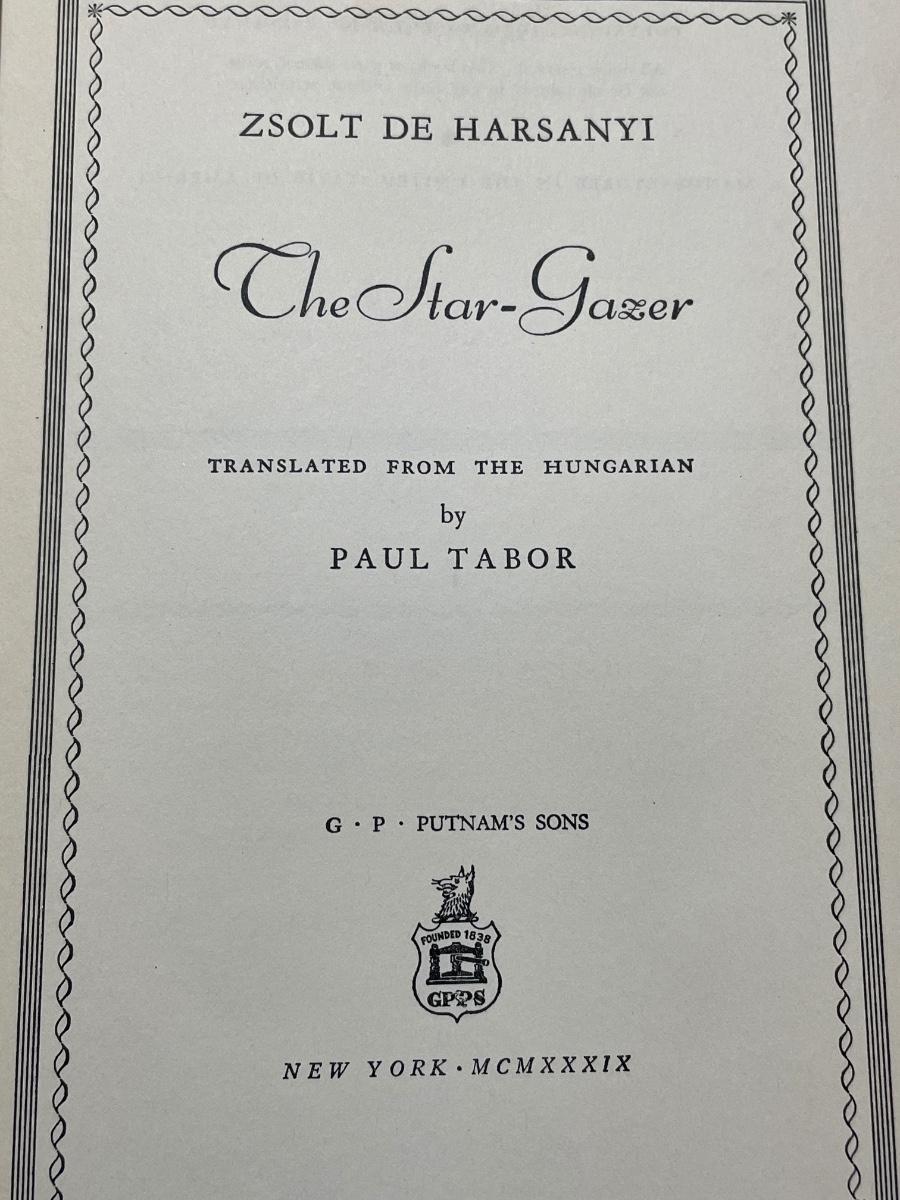 ZSOLT DE HARSANYI
The Star-Gazer
TRANSLATED FROM THE HUNGARIAN
by
PAUL TABOR
G · P · PUTNAM'S SONS
FOUNDED 1838
GPPS
NEW YORK · MCMXXXIX